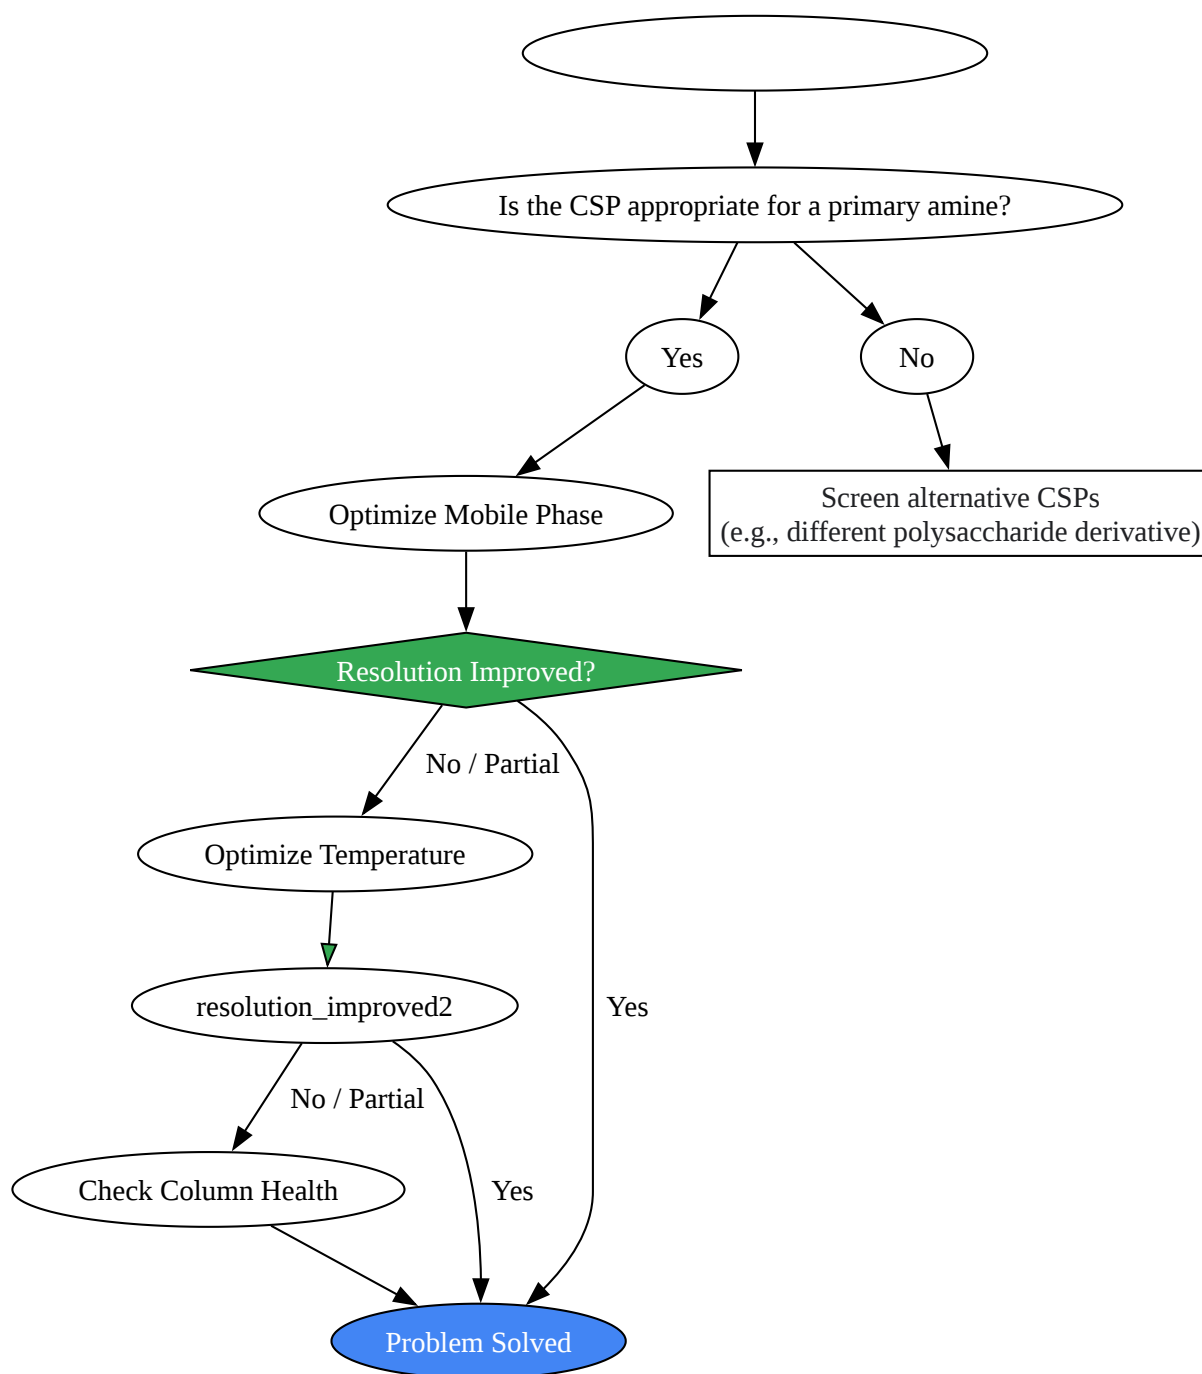 Is the CSP appropriate for a primary amine?
Yes
No
Optimize Mobile Phase
Screen alternative CSPs
(e.g., different polysaccharide derivative)
Resolution Improved?
No / Partial
Optimize Temperature
resolution_improved2
Yes
No / Partial
Check Column Health
Yes
Problem Solved